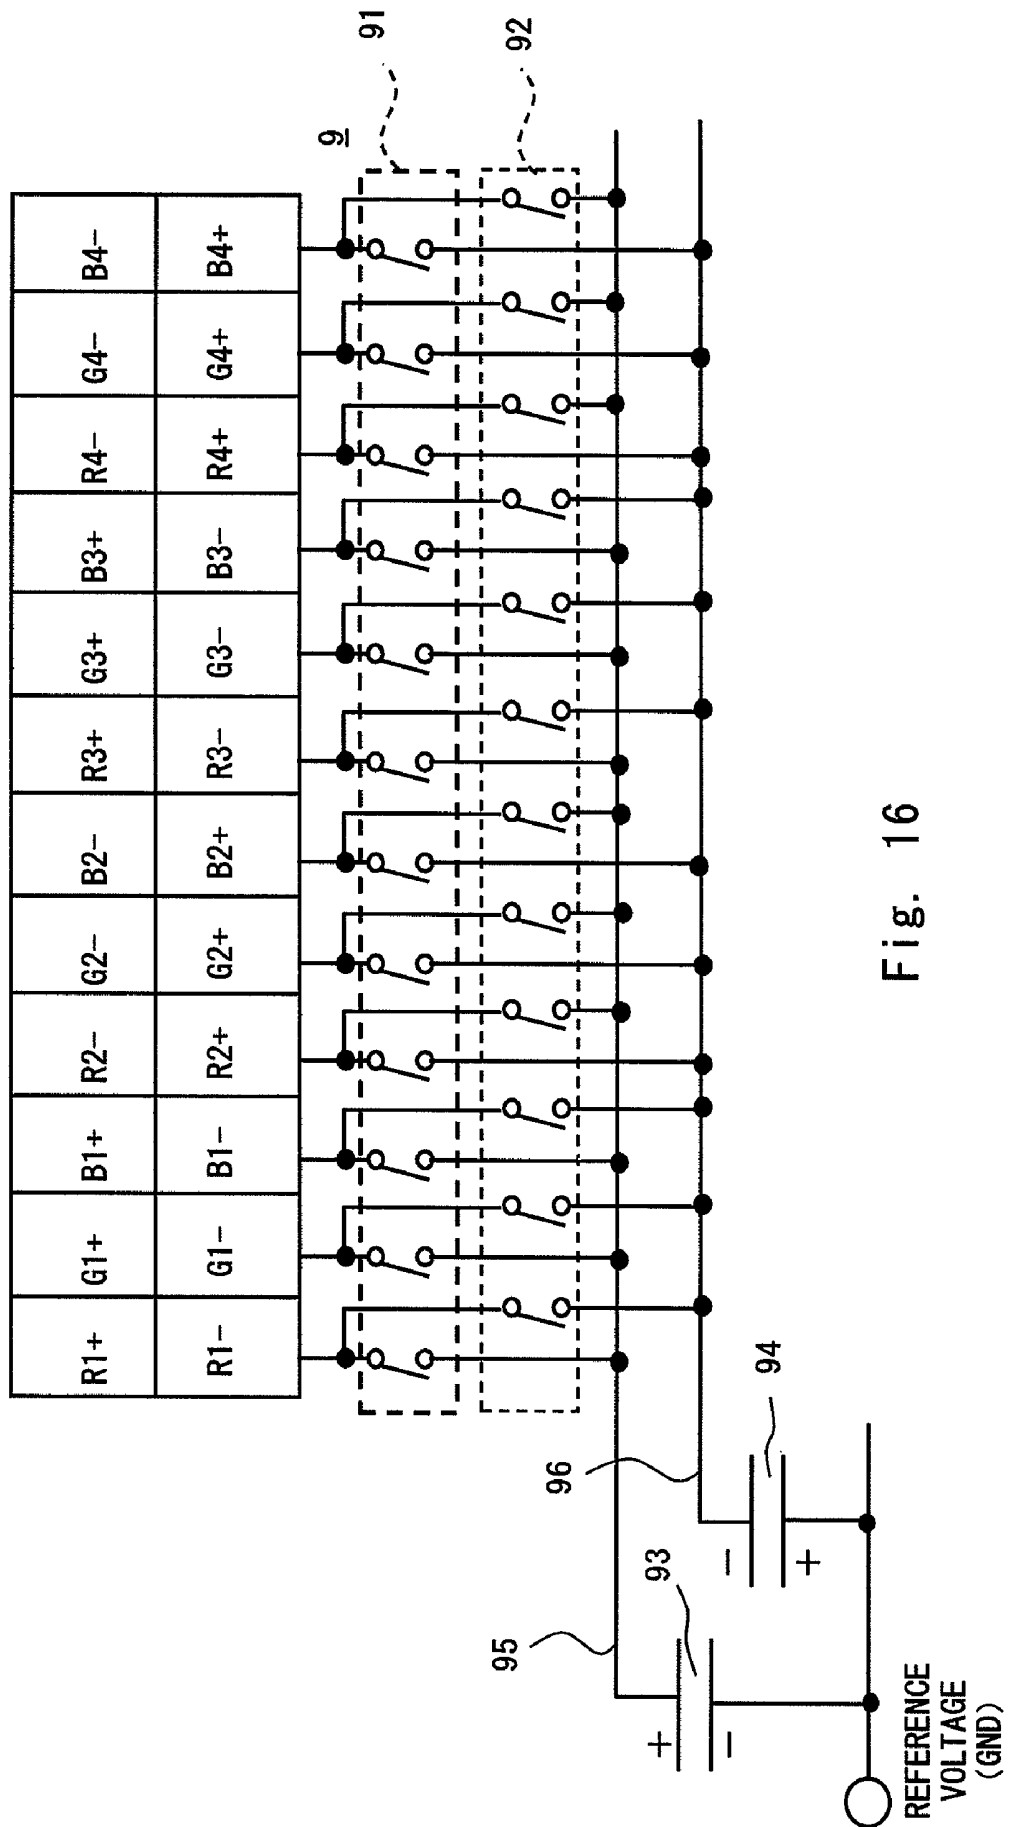 R1+ G1+ B1+ R2- G2- B2- R3+ G3+ B3+ R4- G4- B4-
R1- G1- B1- R2+ G2+ B2+ R3- G3- B3- R4+ G4+ B4+
9
91
92
95
96
93
94
+
-
-
+
REFERENCE
VOLTAGE
(GND)
Fig. 16